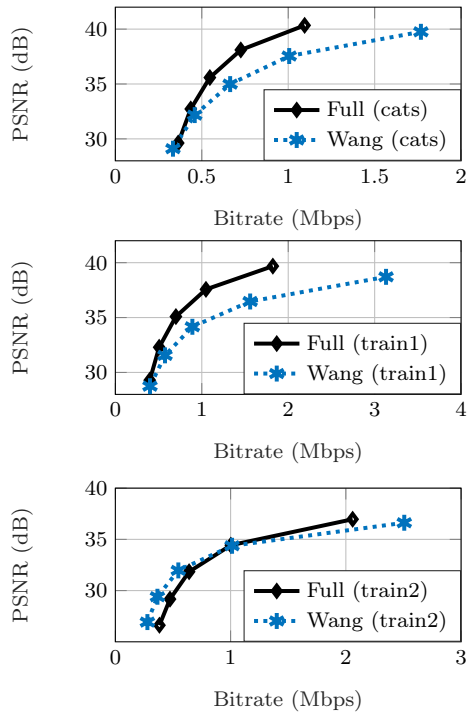 40
35
30
PSNR (dB)
Full (cats)
Wang (cats)
0 0.5 1 1.5 2
Bitrate (Mbps)
40
35
30
PSNR (dB)
Full (train1)
Wang (train1)
0 1 2 3 4
Bitrate (Mbps)
40
35
30
PSNR (dB)
Full (train2)
Wang (train2)
0 1 2 3
Bitrate (Mbps)